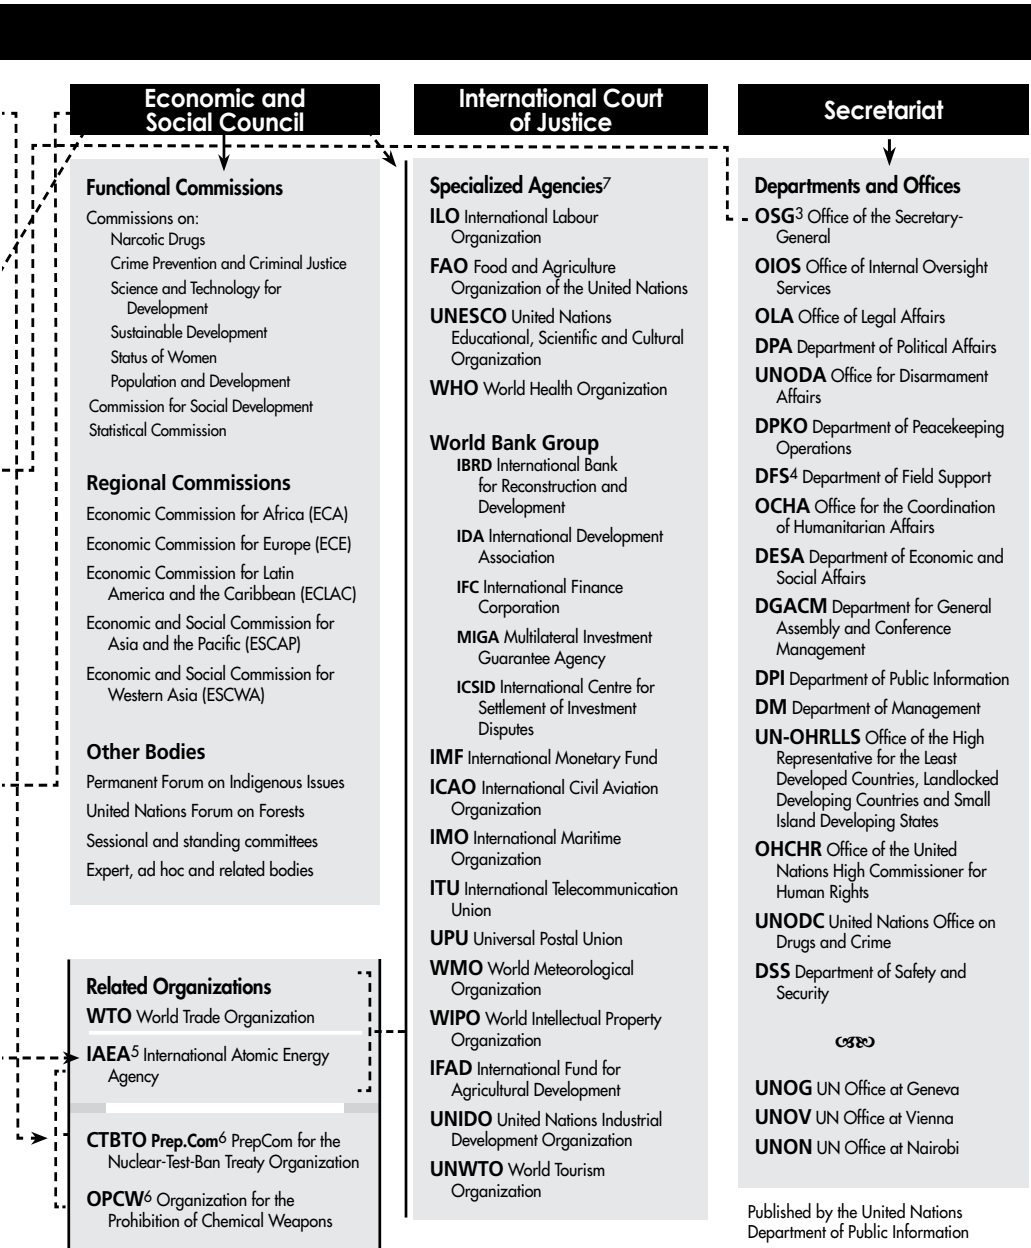 Economic and
Social Council
Functional Commissions
Commissions on:
Narcotic Drugs
Crime Prevention and Criminal Justice
Science and Technology for
Development
Sustainable Development
Status of Women
Population and Development
Commission for Social Development
Statistical Commission
Regional Commissions
Economic Commission for Africa (ECA)
Economic Commission for Europe (ECE)
Economic Commission for Latin
America and the Caribbean (ECLAC)
Economic and Social Commission for
Asia and the Pacific (ESCAP)
Economic and Social Commission for
Western Asia (ESCWA)
Other Bodies
Permanent Forum on Indigenous Issues
United Nations Forum on Forests
Sessional and standing committees
Expert, ad hoc and related bodies
Related Organizations
WTO World Trade Organization
IAEA5 International Atomic Energy
Agency
CTBTO Prep.Com6 PrepCom for the
Nuclear-Test-Ban Treaty Organization
OPCW6 Organization for the
Prohibition of Chemical Weapons
International Court
of Justice
Specialized Agencies7
ILO International Labour
Organization
FAO Food and Agriculture
Organization of the United Nations
UNESCO United Nations
Educational, Scientific and Cultural
Organization
WHO World Health Organization
World Bank Group
IBRD International Bank
for Reconstruction and
Development
IDA International Development
Association
IFC International Finance
Corporation
MIGA Multilateral Investment
Guarantee Agency
ICSID International Centre for
Settlement of Investment
Disputes
IMF International Monetary Fund
ICAO International Civil Aviation
Organization
IMO International Maritime
Organization
ITU International Telecommunication
Union
UPU Universal Postal Union
WMO World Meteorological
Organization
WIPO World Intellectual Property
Organization
IFAD International Fund for
Agricultural Development
UNIDO United Nations Industrial
Development Organization
UNWTO World Tourism
Organization
Secretariat
Departments and Offices
OSG3 Office of the Secretary-
General
OIOS Office of Internal Oversight
Services
OLA Office of Legal Affairs
DPA Department of Political Affairs
UNODA Office for Disarmament
Affairs
DPKO Department of Peacekeeping
Operations
DFS4 Department of Field Support
OCHA Office for the Coordination
of Humanitarian Affairs
DESA Department of Economic and
Social Affairs
DGACM Department for General
Assembly and Conference
Management
DPI Department of Public Information
DM Department of Management
UN-OHRLLS Office of the High
Representative for the Least
Developed Countries, Landlocked
Developing Countries and Small
Island Developing States
OHCHR Office of the United
Nations High Commissioner for
Human Rights
UNODC United Nations Office on
Drugs and Crime
DSS Department of Safety and
Security
UNOG UN Office at Geneva
UNOV UN Office at Vienna
UNON UN Office at Nairobi
Published by the United Nations
Department of Public Information